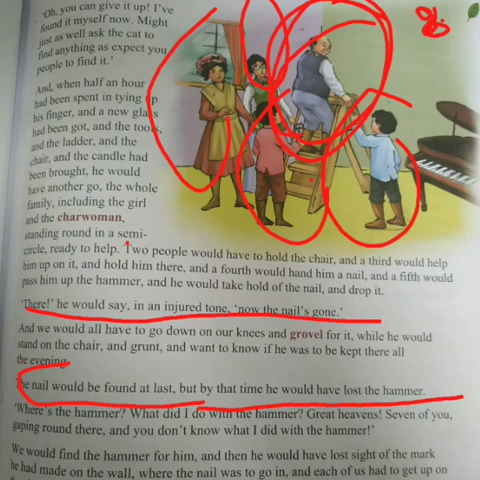 'Oh, you can give it up! I've
found it myself now. Might
just as well ask the cat to
find anything as expect you
people to find it.'
And, when half an hour
had been spent in tying up
his finger, and a new glass
had been got, and the tools,
and the ladder, and the
chair, and the candle had
been brought, he would
have another go, the whole
family, including the girl
and the charwoman,
standing round in a semi-
circle, ready to help. Two people would have to hold the chair, and a third would help
him up on it, and hold him there, and a fourth would hand him a nail, and a fifth would
pass him up the hammer, and he would take hold of the nail, and drop it.
'There!' he would say, in an injured tone, 'now the nail's gone.'
And we would all have to go down on our knees and grovel for it, while he would
stand on the chair, and grunt, and want to know if he was to be kept there all
the evening.
The nail would be found at last, but by that time he would have lost the hammer.
'Where's the hammer? What did I do with the hammer? Great heavens! Seven of you,
gaping round there, and you don't know what I did with the hammer!'
We would find the hammer for him, and then he would have lost sight of the mark
he had made on the wall, where the nail was to go in, and each of us had to get up on